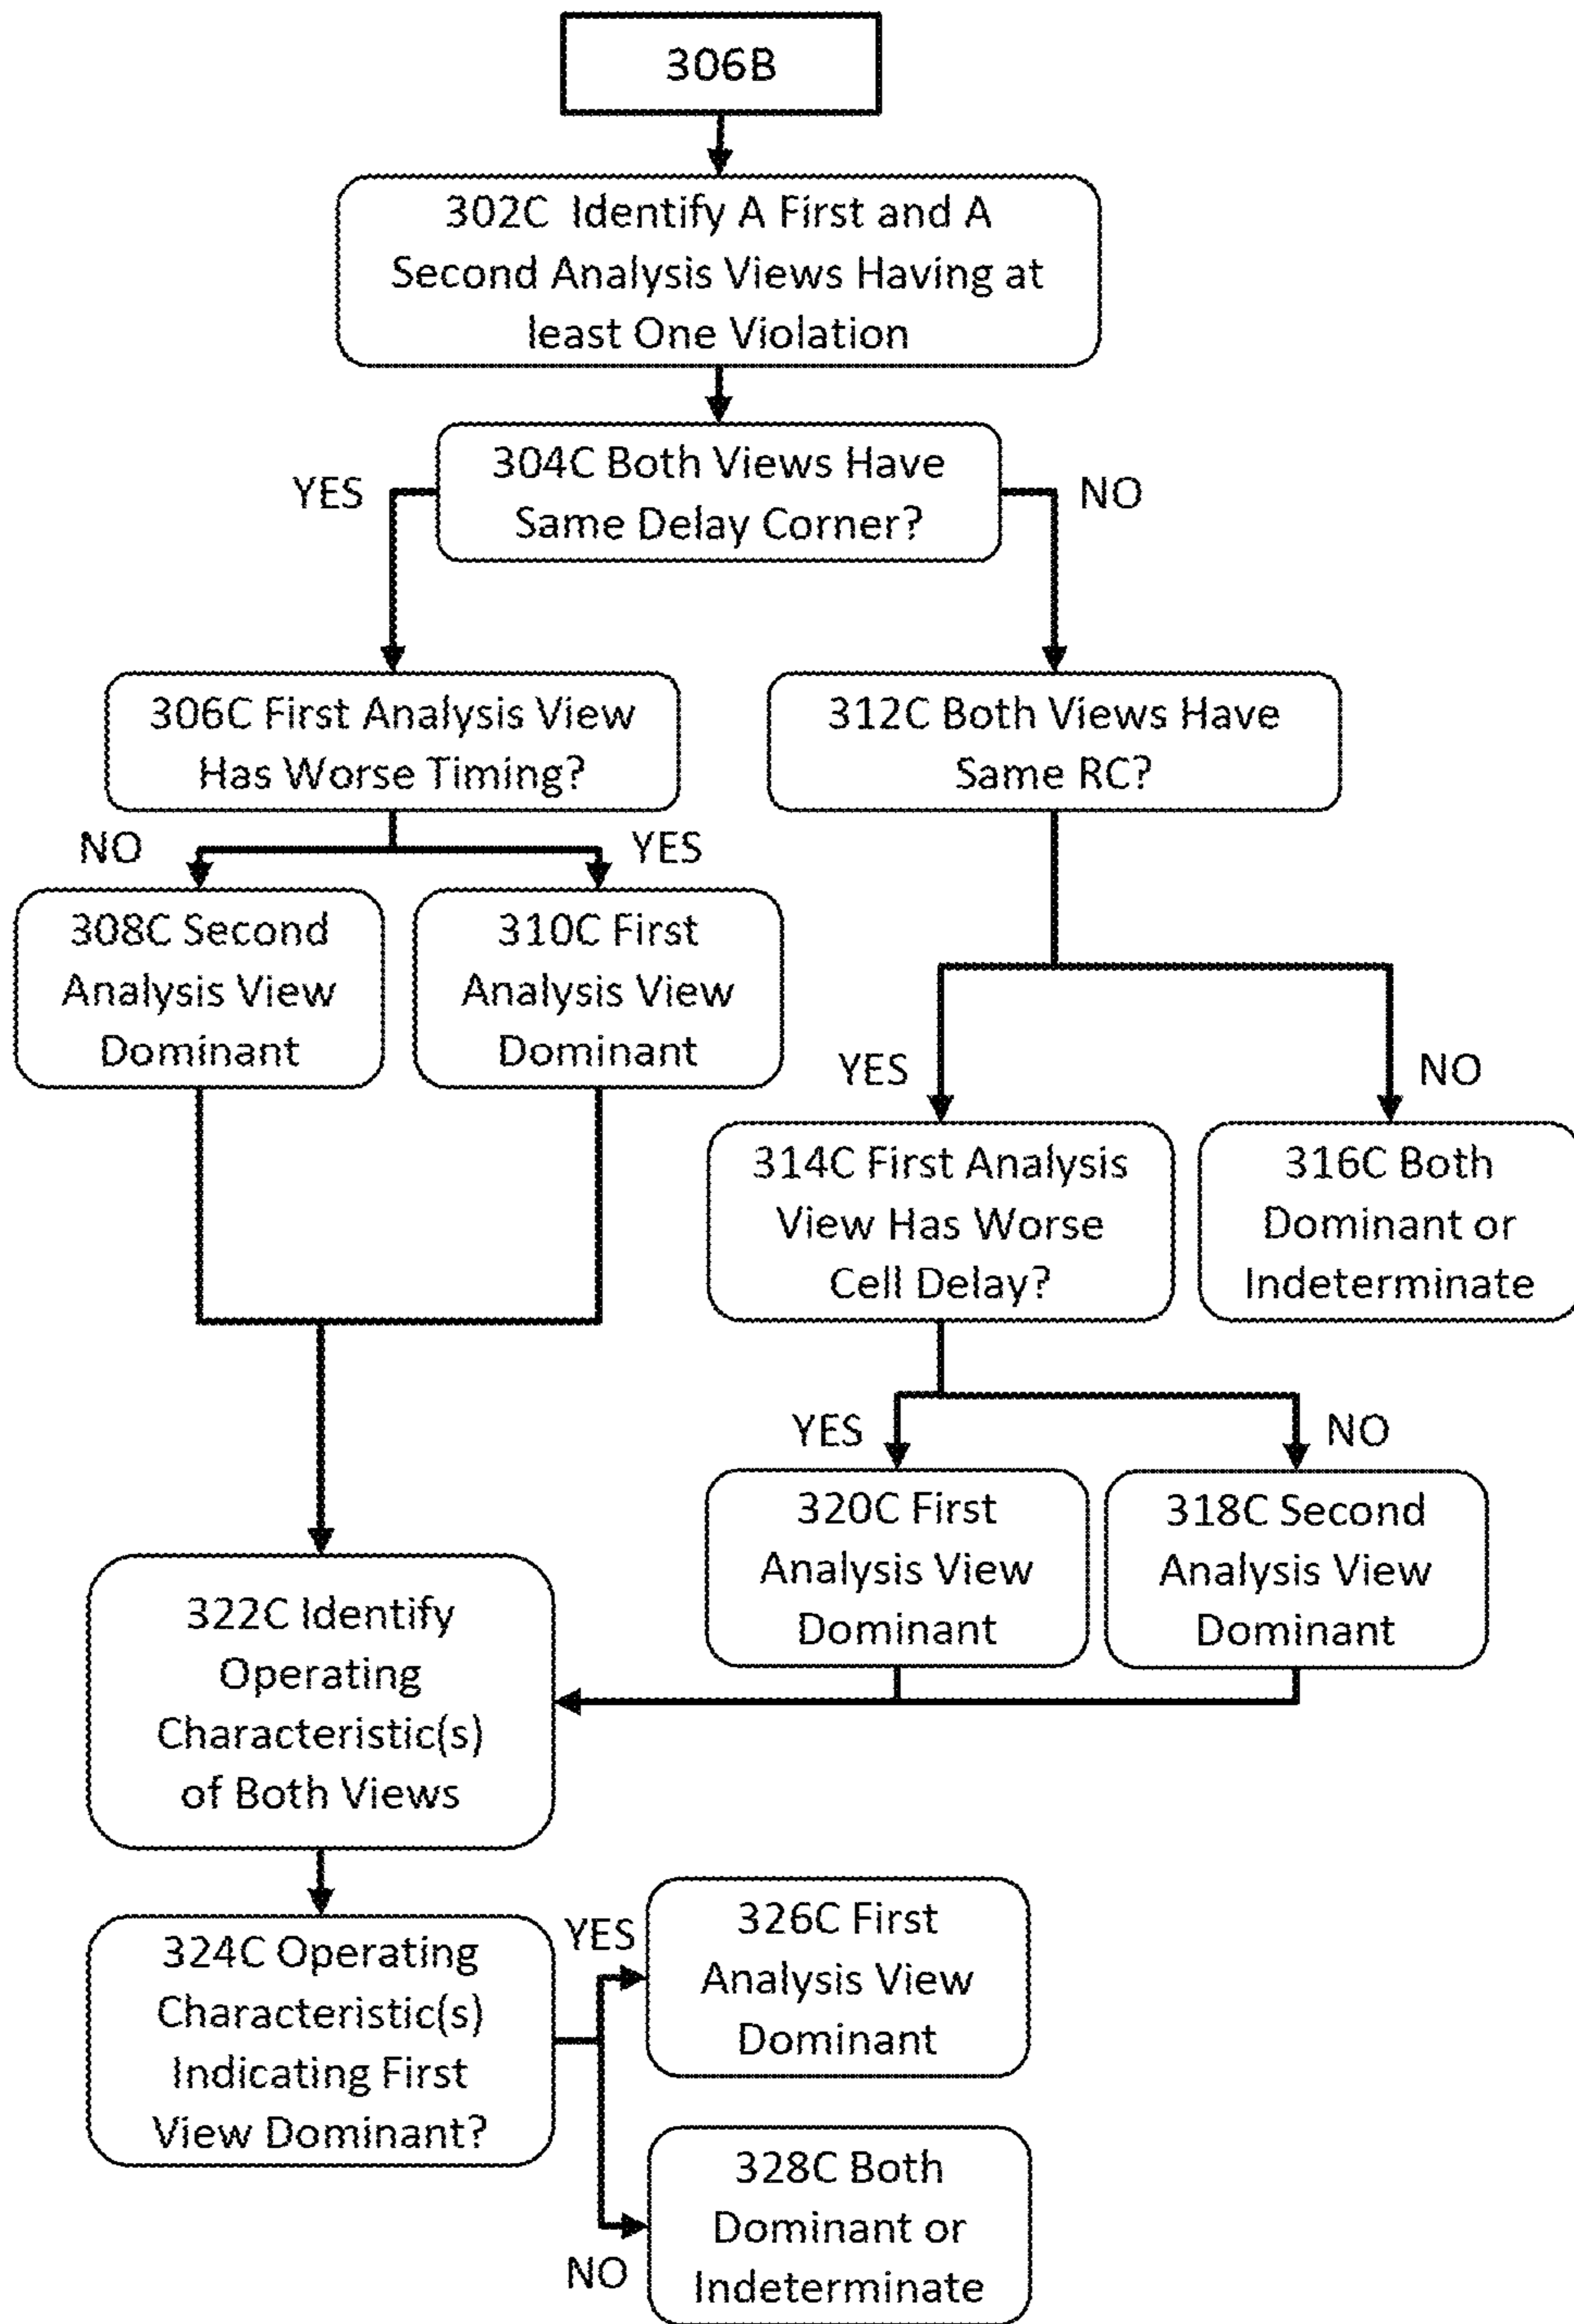 306B
302C Identify A First and A
Second Analysis Views Having at
least One Violation
304C Both Views Have
Same Delay Corner?
YES
NO
306C First Analysis View
Has Worse Timing?
312C Both Views Have
Same RC?
NO
YES
308C Second
Analysis View
Dominant
310C First
Analysis View
Dominant
YES
NO
314C First Analysis
View Has Worse
Cell Delay?
316C Both
Dominant or
Indeterminate
YES
NO
320C First
Analysis View
Dominant
318C Second
Analysis View
Dominant
322C Identify
Operating
Characteristic(s)
of Both Views
324C Operating
Characteristic(s)
Indicating First
View Dominant?
YES
326C First
Analysis View
Dominant
NO
328C Both
Dominant or
Indeterminate